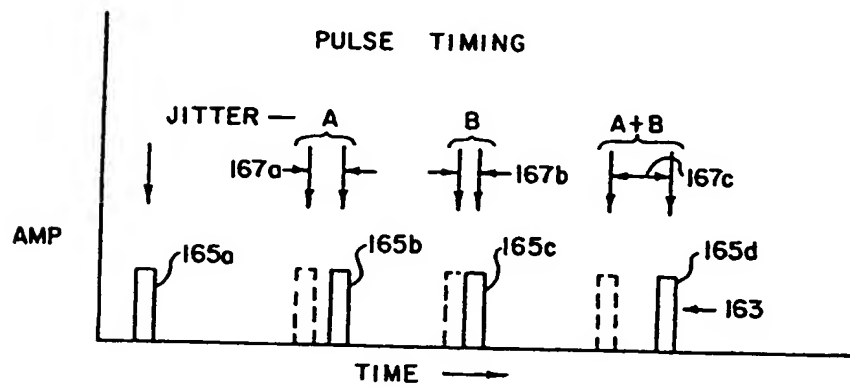 PULSE TIMING
JITTER — A B A+B
167a 167b 167c
AMP
165a 165b 165c 165d
163
TIME